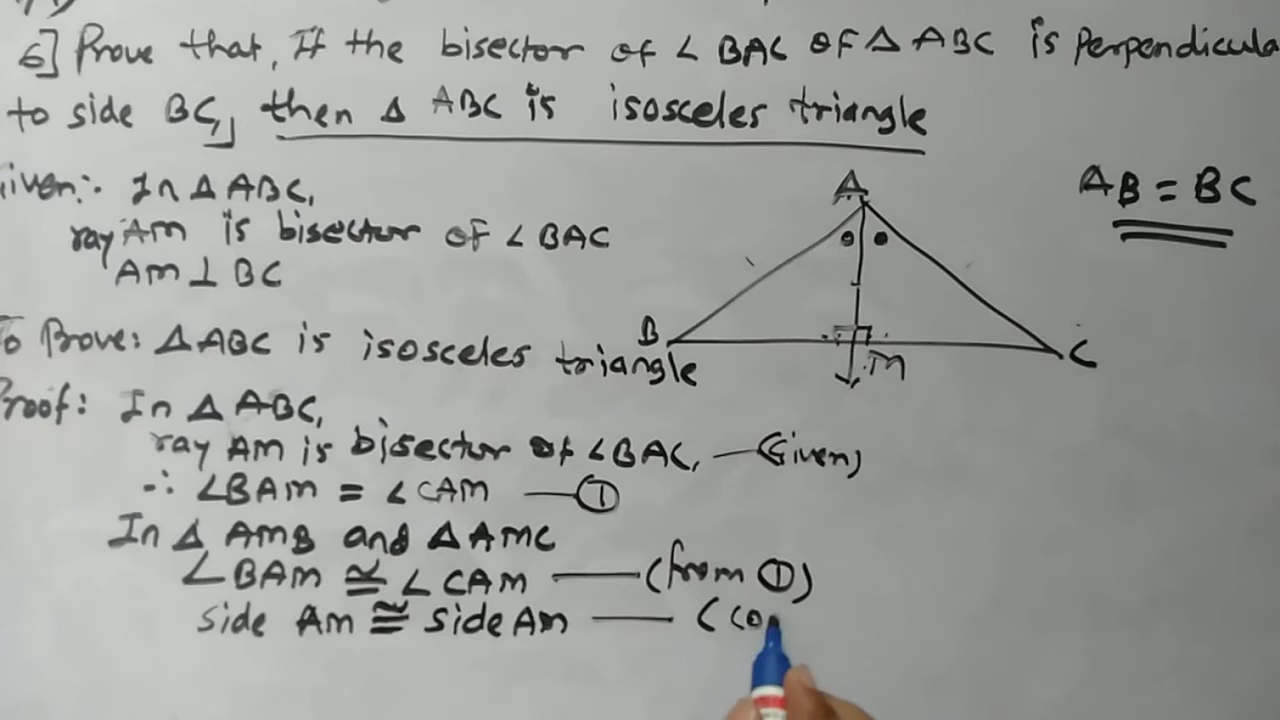 6] Prove that, If the bisector of ∠ BAC of Δ ABC is perpendicula
to side BC, then Δ ABC is isosceles triangle
iven:- In Δ ABC,
ray Am is bisector of ∠ BAC
Am ⊥ BC
A
AB = BC
B
C
m
To Prove: Δ ABC is isosceles triangle
Proof: In Δ ABC,
ray Am is bisector of ∠BAC, — (Given)
∴ ∠BAM = ∠CAM — ①
In Δ AMB and Δ AMC
∠BAM ≅ ∠CAM — (from ①)
side Am ≅ side Am — (co